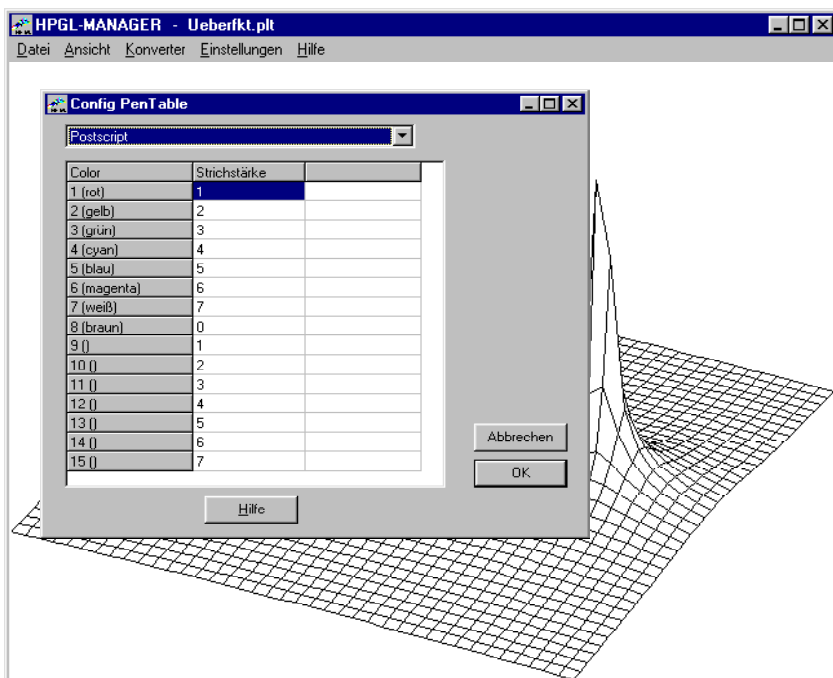 HPGL-MANAGER - Ueberfkt.plt
Datei Ansicht Konverter Einstellungen Hilfe
Config PenTable
Postscript
Color Strichstärke
1 (rot) 1
2 (gelb) 2
3 (grün) 3
4 (cyan) 4
5 (blau) 5
6 (magenta) 6
7 (weiß) 7
8 (braun) 0
9 () 1
10 () 2
11 () 3
12 () 4
13 () 5
14 () 6
15 () 7
Abbrechen
OK
Hilfe